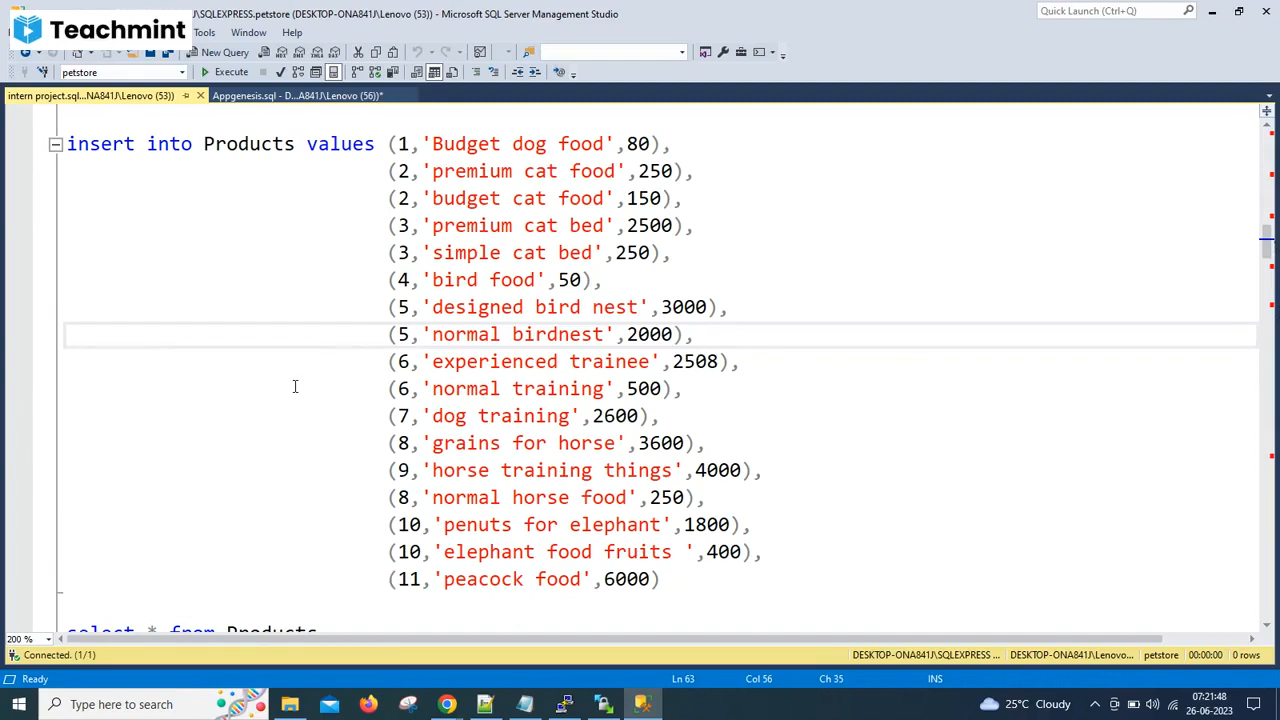 \SQLEXPRESS.petstore (DESKTOP-ONA841J\Lenovo (53)) - Microsoft SQL Server Management Studio
Quick Launch (Ctrl+Q)
Teachmint
Tools Window Help
New Query
petstore
Execute
intern project.sql...NA841J\Lenovo (53))
Appgenesis.sql - D...A841J\Lenovo (56))*
insert into Products values (1,'Budget dog food',80),
(2,'premium cat food',250),
(2,'budget cat food',150),
(3,'premium cat bed',2500),
(3,'simple cat bed',250),
(4,'bird food',50),
(5,'designed bird nest',3000),
(5,'normal birdnest',2000),
(6,'experienced trainee',2508),
(6,'normal training',500),
(7,'dog training',2600),
(8,'grains for horse',3600),
(9,'horse training things',4000),
(8,'normal horse food',250),
(10,'penuts for elephant',1800),
(10,'elephant food fruits ',400),
(11,'peacock food',6000)
select * from Products
200 %
Connected. (1/1)
DESKTOP-ONA841J\SQLEXPRESS ...
DESKTOP-ONA841J\Lenovo...
petstore
00:00:00
0 rows
Ready
Ln 63
Col 56
Ch 35
INS
Type here to search
25°C Cloudy
07:21:48
26-06-2023